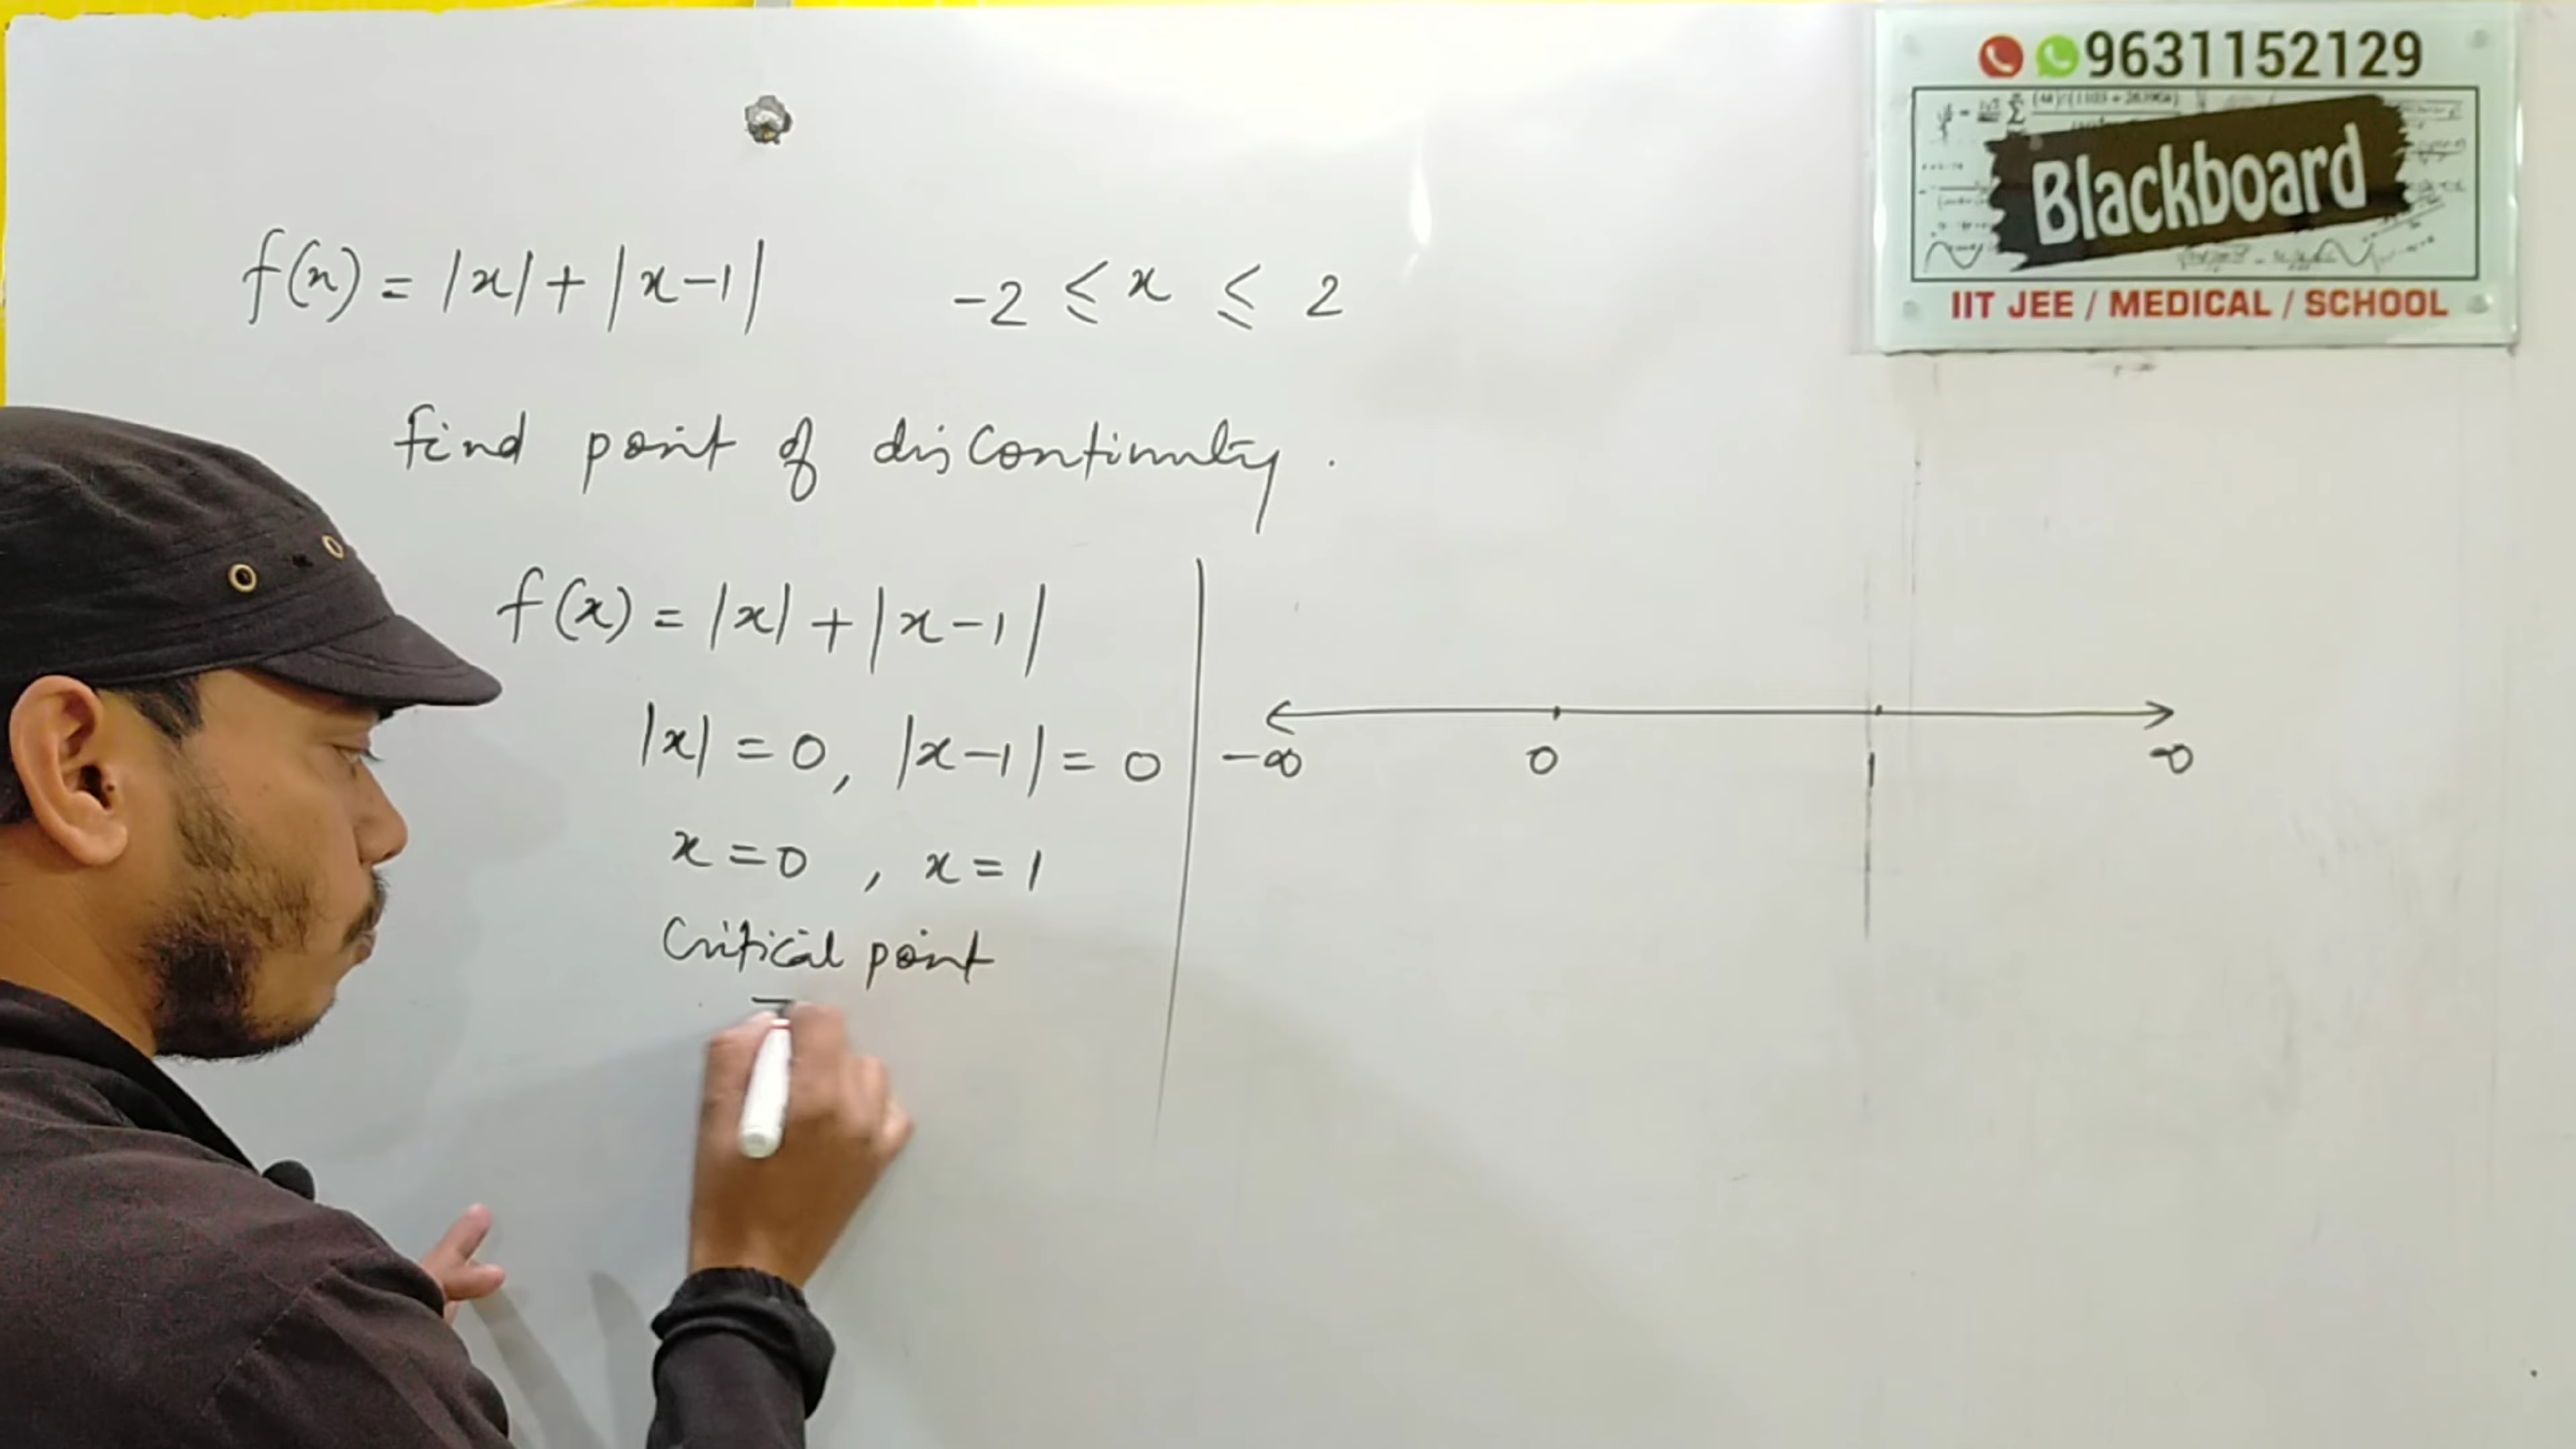 9631152129
Blackboard
IIT JEE / MEDICAL / SCHOOL
f(x) = |x| + |x-1| -2 ≤ x ≤ 2
find point of discontinuity.
f(x) = |x| + |x-1|
|x| = 0, |x-1| = 0
x = 0, x = 1
Critical point
-∞ 0 1 ∞